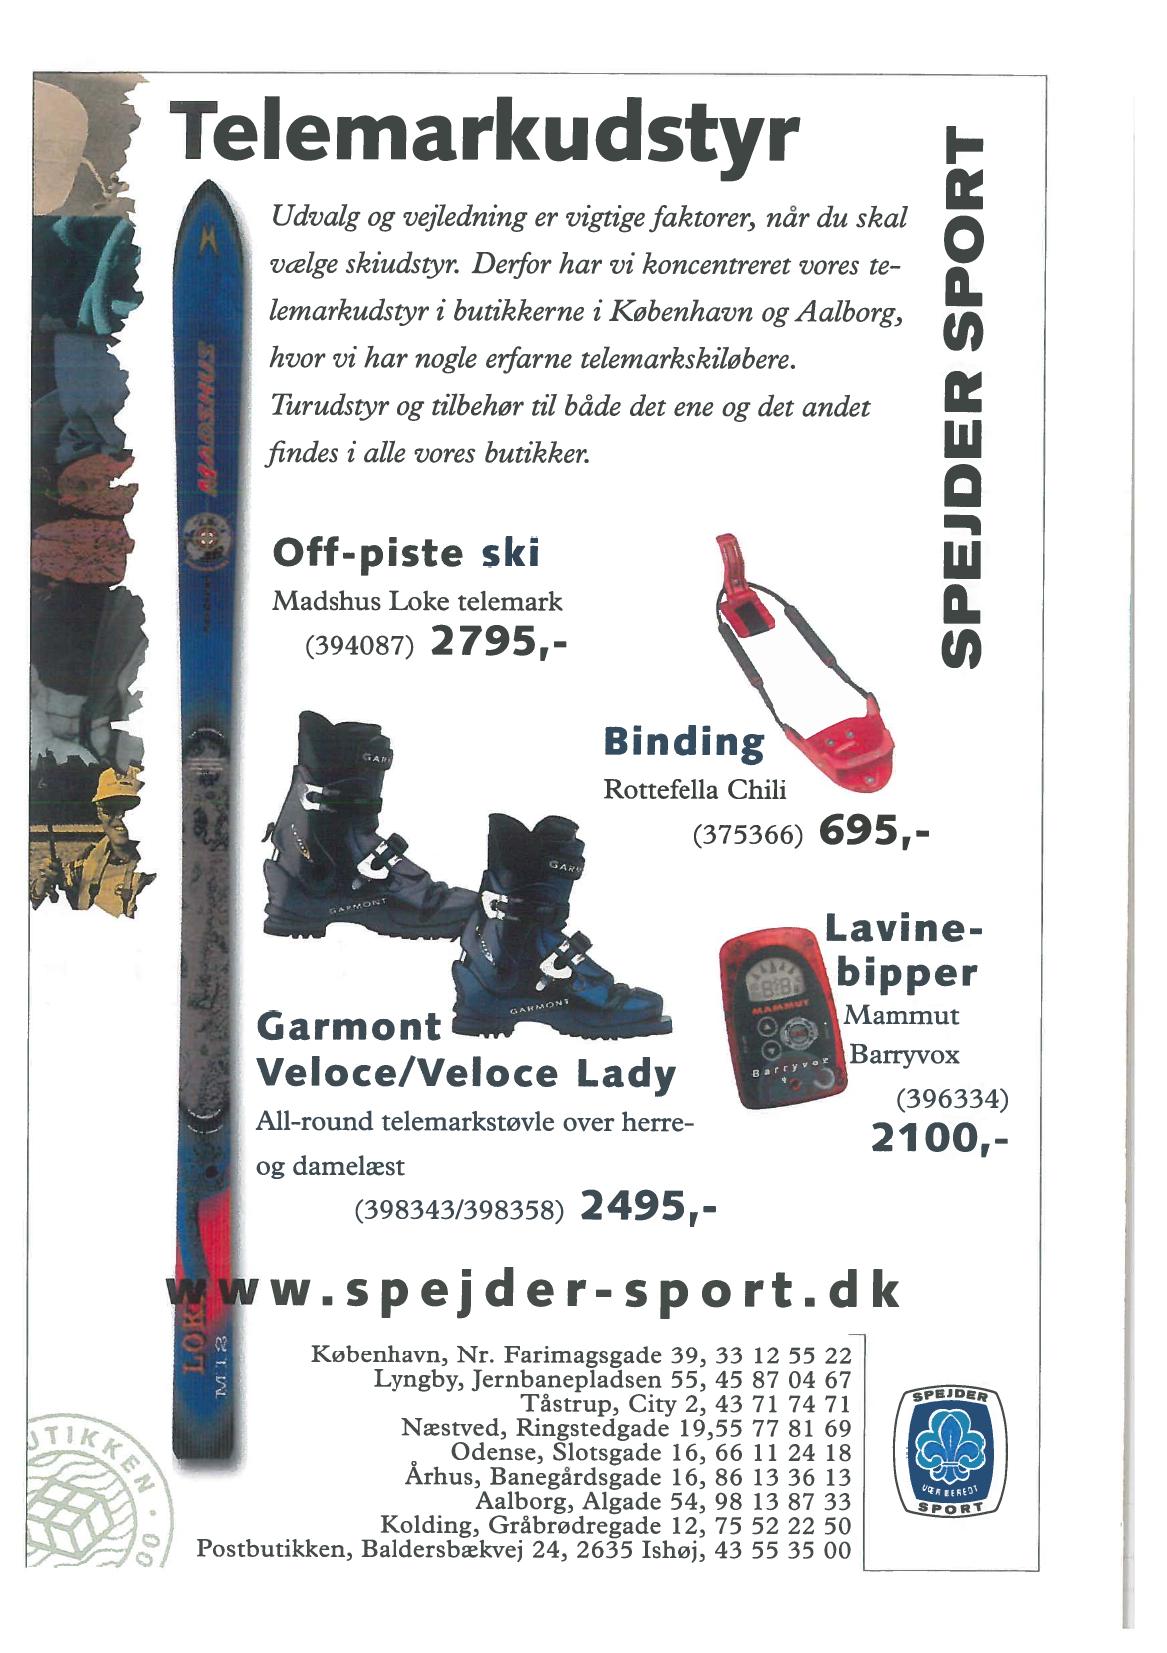 Telemarkudstyr
SPEJDER SPORT
Udvalg og vejledning er vigtige faktorer, når du skal
vælge skiudstyr. Derfor har vi koncentreret vores te-
lemarkudstyr i butikkerne i København og Aalborg,
hvor vi har nogle erfarne telemarkskiløbere.
Turudstyr og tilbehør til både det ene og det andet
findes i alle vores butikker.
MADSHUS
Off-piste ski
Madshus Loke telemark
(394087) 2795,-
Binding
Rottefella Chili
(375366) 695,-
GARMONT
GARMONT
Lavine-
bipper
Mammut
Barryvox
(396334)
2100,-
MAMMUT
Barryvox
Garmont
Veloce/Veloce Lady
All-round telemarkstøvle over herre-
og damelæst
(398343/398358) 2495,-
www.spejder-sport.dk
LOKE
M12
København, Nr. Farimagsgade 39, 33 12 55 22
Lyngby, Jernbanepladsen 55, 45 87 04 67
Tåstrup, City 2, 43 71 74 71
Næstved, Ringstedgade 19,55 77 81 69
Odense, Slotsgade 16, 66 11 24 18
Århus, Banegårdsgade 16, 86 13 36 13
Aalborg, Algade 54, 98 13 87 33
Kolding, Gråbrødregade 12, 75 52 22 50
Postbutikken, Baldersbækvej 24, 2635 Ishøj, 43 55 35 00
UTIKKEN · 00
SPEJDER
VÆR BEREDT
SPORT